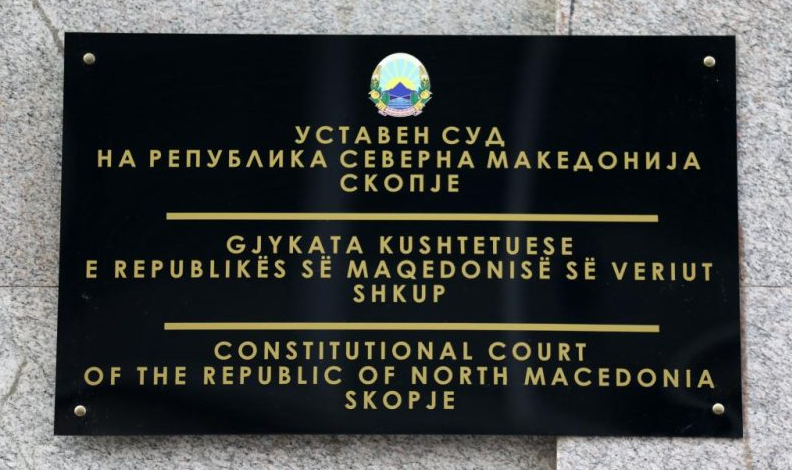 УСТАВЕН СУД
НА РЕПУБЛИКА СЕВЕРНА МАКЕДОНИЈА
СКОПЈЕ
GJYKATA KUSHTETUESE
E REPUBLIKËS SË MAQEDONISË SË VERIUT
SHKUP
CONSTITUTIONAL COURT
OF THE REPUBLIC OF NORTH MACEDONIA
SKOPJE